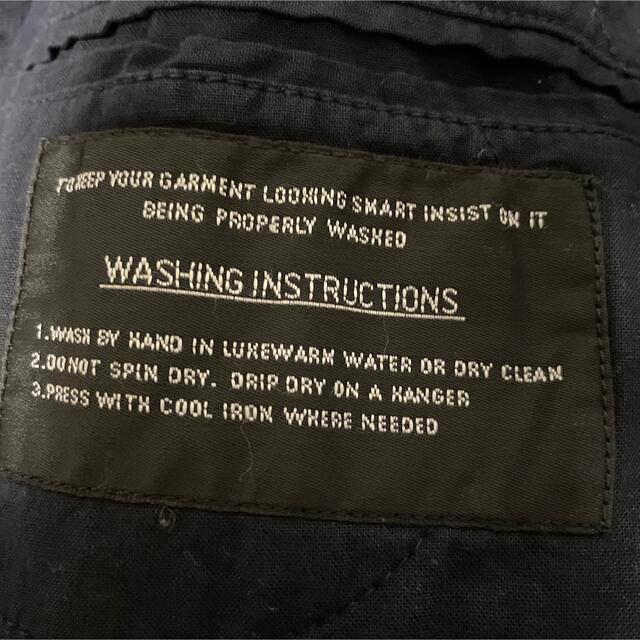 TO KEEP YOUR GARMENT LOOKING SMART INSIST ON IT
BEING PROPERLY WASHED
WASHING INSTRUCTIONS
1.WASH BY HAND IN LUKEWARM WATER OR DRY CLEAN
2.DO NOT SPIN DRY. DRIP DRY ON A HANGER
3.PRESS WITH COOL IRON WHERE NEEDED